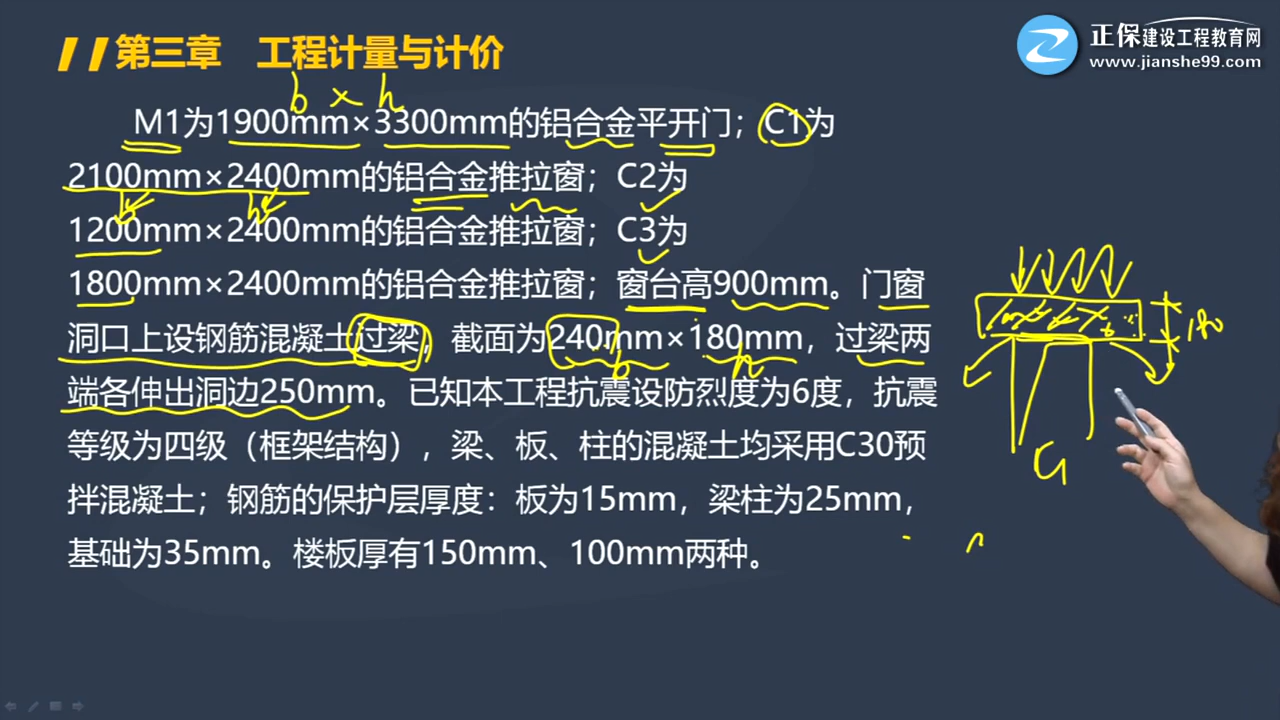 第三章 工程计量与计价
正保建设工程教育网
www.jianshe99.com
b × h
M1为1900mm×3300mm的铝合金平开门；C1为
2100mm×2400mm的铝合金推拉窗；C2为
b h
1200mm×2400mm的铝合金推拉窗；C3为
1800mm×2400mm的铝合金推拉窗；窗台高900mm。门窗
洞口上设钢筋混凝土过梁，截面为240mm×180mm，过梁两
b h
180
端各伸出洞边250mm。已知本工程抗震设防烈度为6度，抗震
等级为四级（框架结构），梁、板、柱的混凝土均采用C30预
拌混凝土；钢筋的保护层厚度：板为15mm，梁柱为25mm，
基础为35mm。楼板厚有150mm、100mm两种。